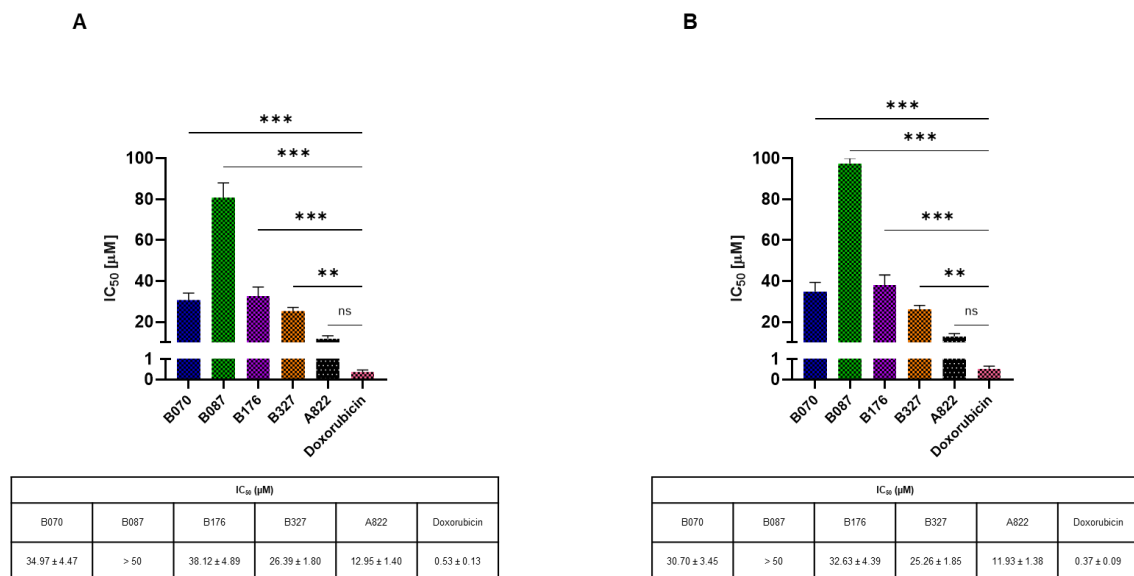 A
***
***
***
**
ns
IC50 [µM]
100
80
60
40
20
1
0
B070
B087
B176
B327
A822
Doxorubicin
IC₅₀ (µM)
B070 B087 B176 B327 A822 Doxorubicin
34.97 ± 4.47 > 50 38.12 ± 4.89 26.39 ± 1.80 12.95 ± 1.40 0.53 ± 0.13
B
***
***
***
**
ns
IC50 [µM]
100
80
60
40
20
1
0
B070
B087
B176
B327
A822
Doxorubicin
IC₅₀ (µM)
B070 B087 B176 B327 A822 Doxorubicin
30.70 ± 3.45 > 50 32.63 ± 4.39 25.26 ± 1.85 11.93 ± 1.38 0.37 ± 0.09